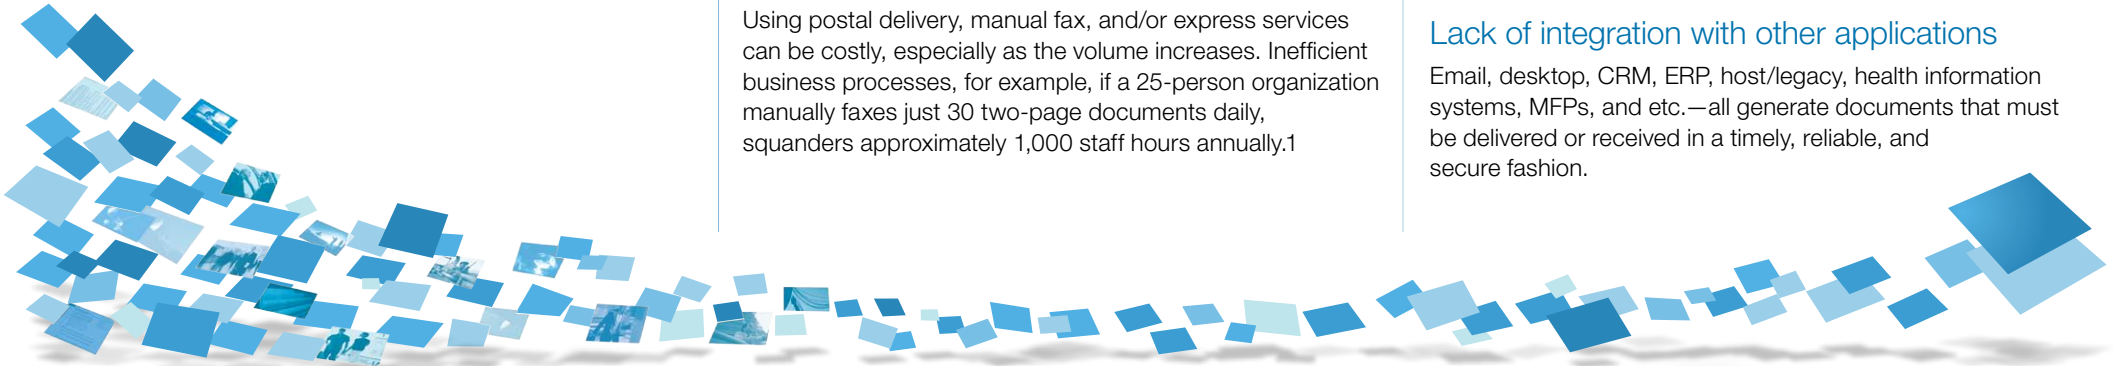 Using postal delivery, manual fax, and/or express services
can be costly, especially as the volume increases. Inefficient
business processes, for example, if a 25-person organization
manually faxes just 30 two-page documents daily,
squanders approximately 1,000 staff hours annually.1
Lack of integration with other applications
Email, desktop, CRM, ERP, host/legacy, health information
systems, MFPs, and etc.—all generate documents that must
be delivered or received in a timely, reliable, and
secure fashion.